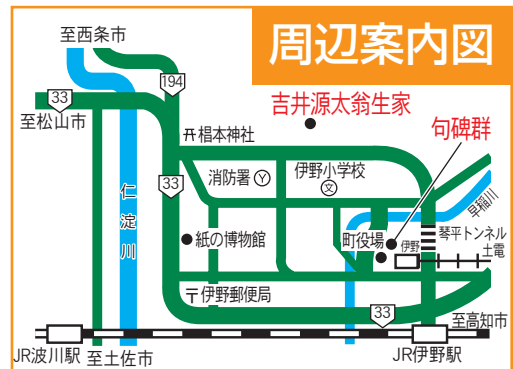 周辺案内図
至西条市
194
33
至松山市
吉井源太翁生家
句碑群
椙本神社
消防署
Y
伊野小学校
文
33
仁淀川
早稲川
紙の博物館
町役場
伊野
琴平トンネル
土電
〒伊野郵便局
33
至高知市
JR波川駅
至土佐市
JR伊野駅